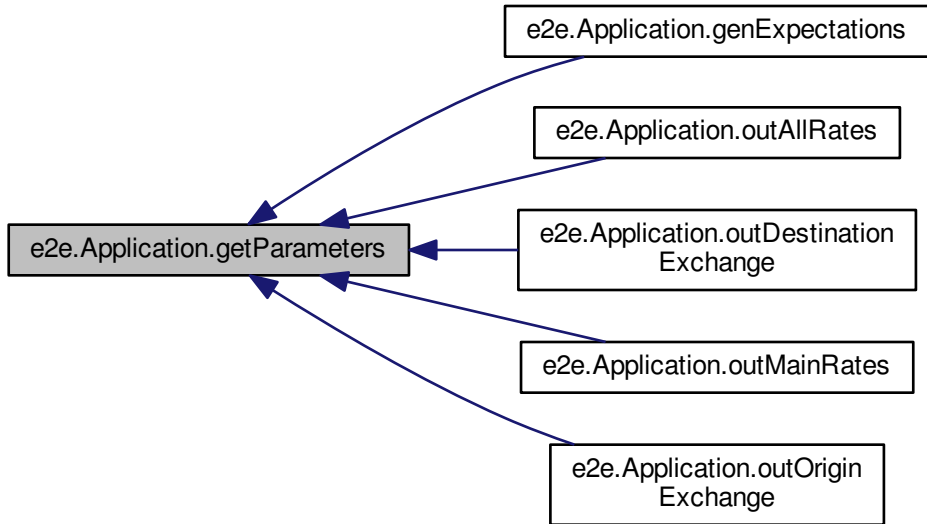 e2e.Application.genExpectations
e2e.Application.outAllRates
e2e.Application.getParameters
e2e.Application.outDestination
Exchange
e2e.Application.outMainRates
e2e.Application.outOrigin
Exchange